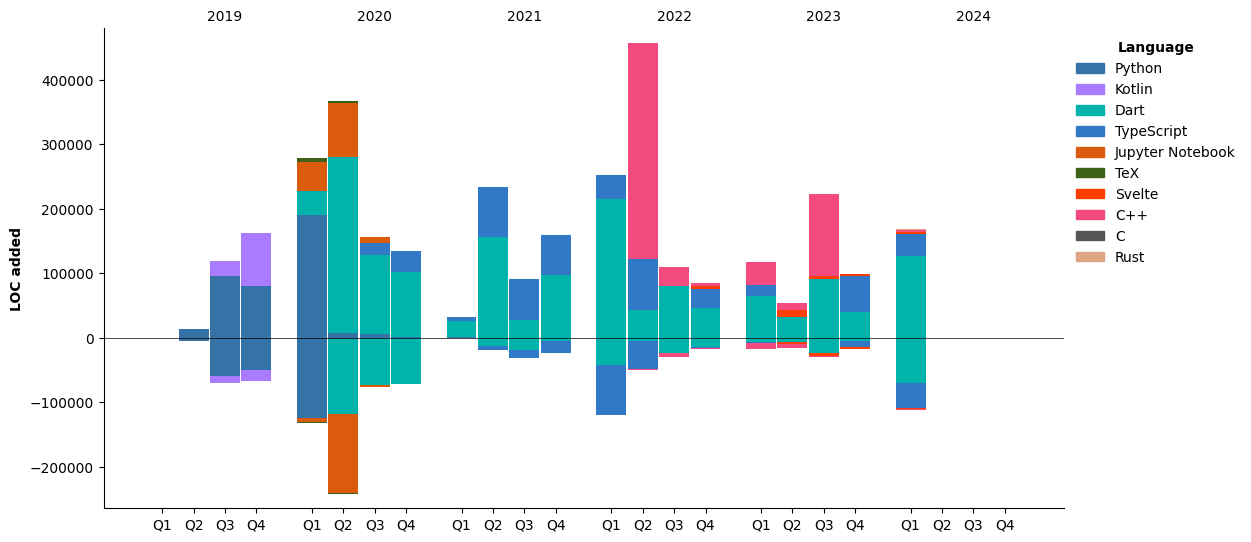 2019 2020 2021 2022 2023 2024
LOC added
400000
300000
200000
100000
0
−100000
−200000
Q1 Q2 Q3 Q4 Q1 Q2 Q3 Q4 Q1 Q2 Q3 Q4 Q1 Q2 Q3 Q4 Q1 Q2 Q3 Q4 Q1 Q2 Q3 Q4
Language
Python
Kotlin
Dart
TypeScript
Jupyter Notebook
TeX
Svelte
C++
C
Rust